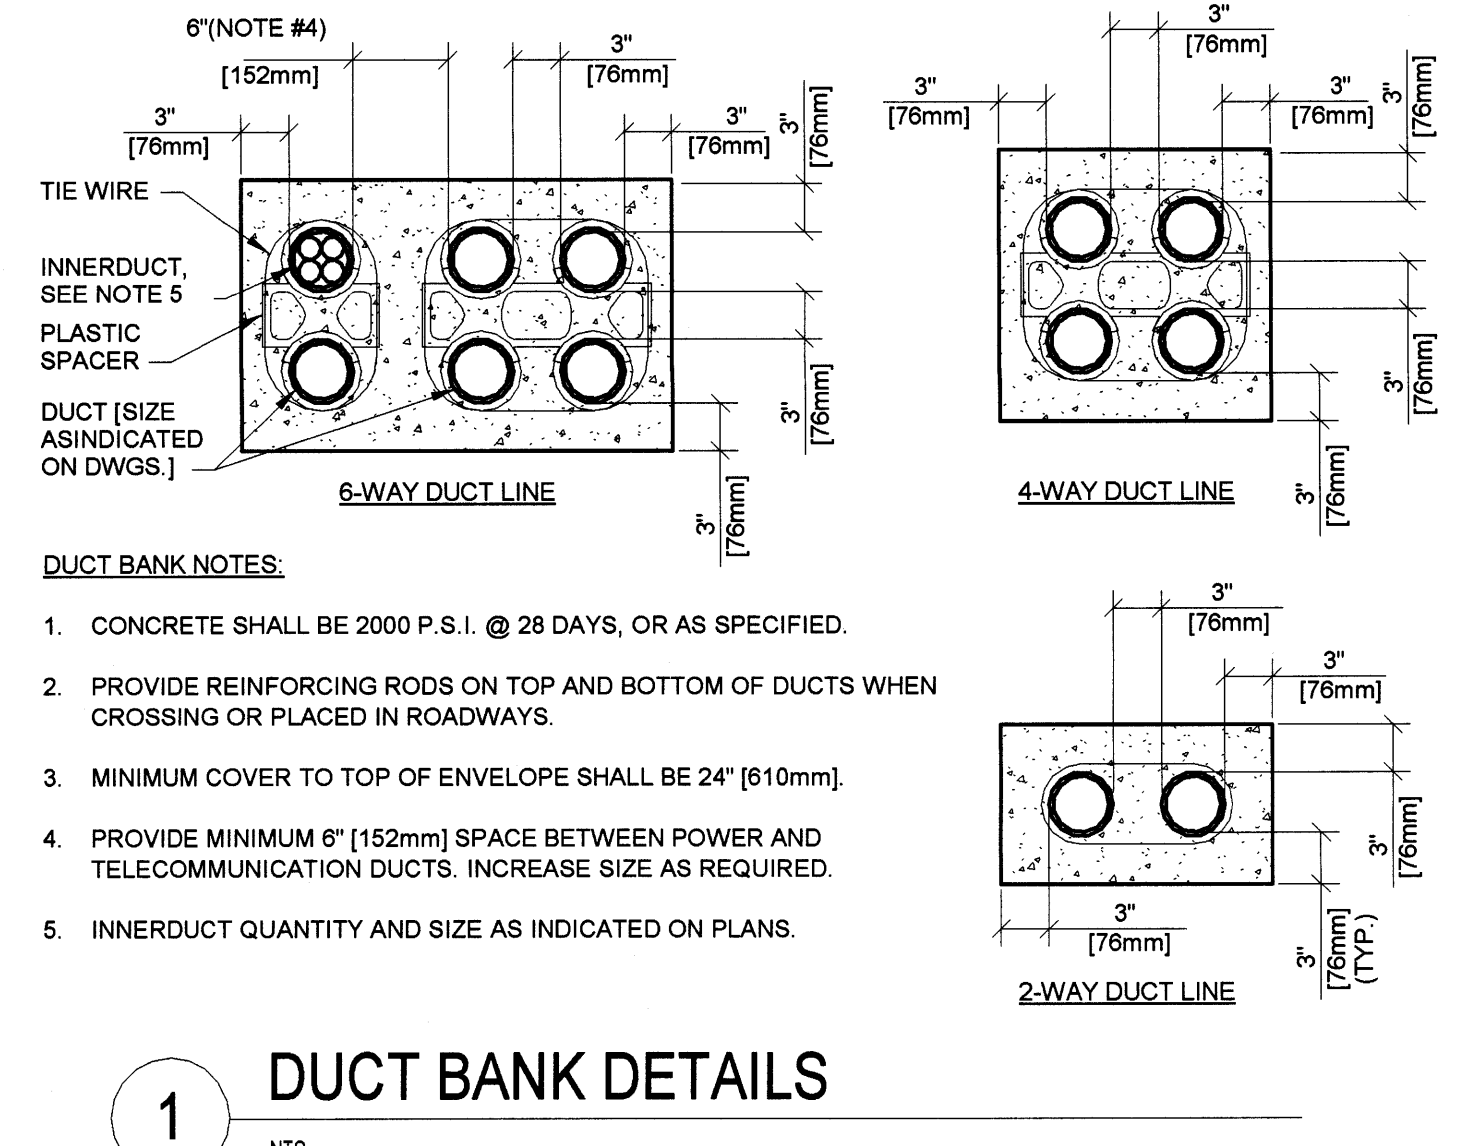 6"(NOTE #4)
[152mm]
3"
[76mm]
3"
[76mm]
3"
[76mm]
3"
[76mm]
TIE WIRE
INNERDUCT,
SEE NOTE 5
PLASTIC
SPACER
DUCT [SIZE
ASINDICATED
ON DWGS.]
3"
[76mm]
3"
[76mm]
6-WAY DUCT LINE
3"
[76mm]
3"
[76mm]
3"
[76mm]
3"
[76mm]
3"
[76mm]
3"
[76mm]
4-WAY DUCT LINE
DUCT BANK NOTES:
1. CONCRETE SHALL BE 2000 P.S.I. @ 28 DAYS, OR AS SPECIFIED.
2. PROVIDE REINFORCING RODS ON TOP AND BOTTOM OF DUCTS WHEN
CROSSING OR PLACED IN ROADWAYS.
3. MINIMUM COVER TO TOP OF ENVELOPE SHALL BE 24" [610mm].
4. PROVIDE MINIMUM 6" [152mm] SPACE BETWEEN POWER AND
TELECOMMUNICATION DUCTS. INCREASE SIZE AS REQUIRED.
5. INNERDUCT QUANTITY AND SIZE AS INDICATED ON PLANS.
3"
[76mm]
3"
[76mm]
3"
[76mm]
3"
[76mm]
3"
[76mm]
(TYP.)
2-WAY DUCT LINE
1
DUCT BANK DETAILS
NTS